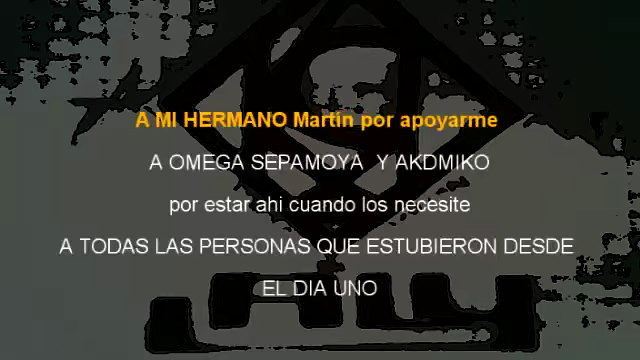 A MI HERMANO Martin por apoyarme
A OMEGA SEPAMOYA Y AKDMIKO
por estar ahi cuando los necesite
A TODAS LAS PERSONAS QUE ESTUBIERON DESDE
EL DIA UNO